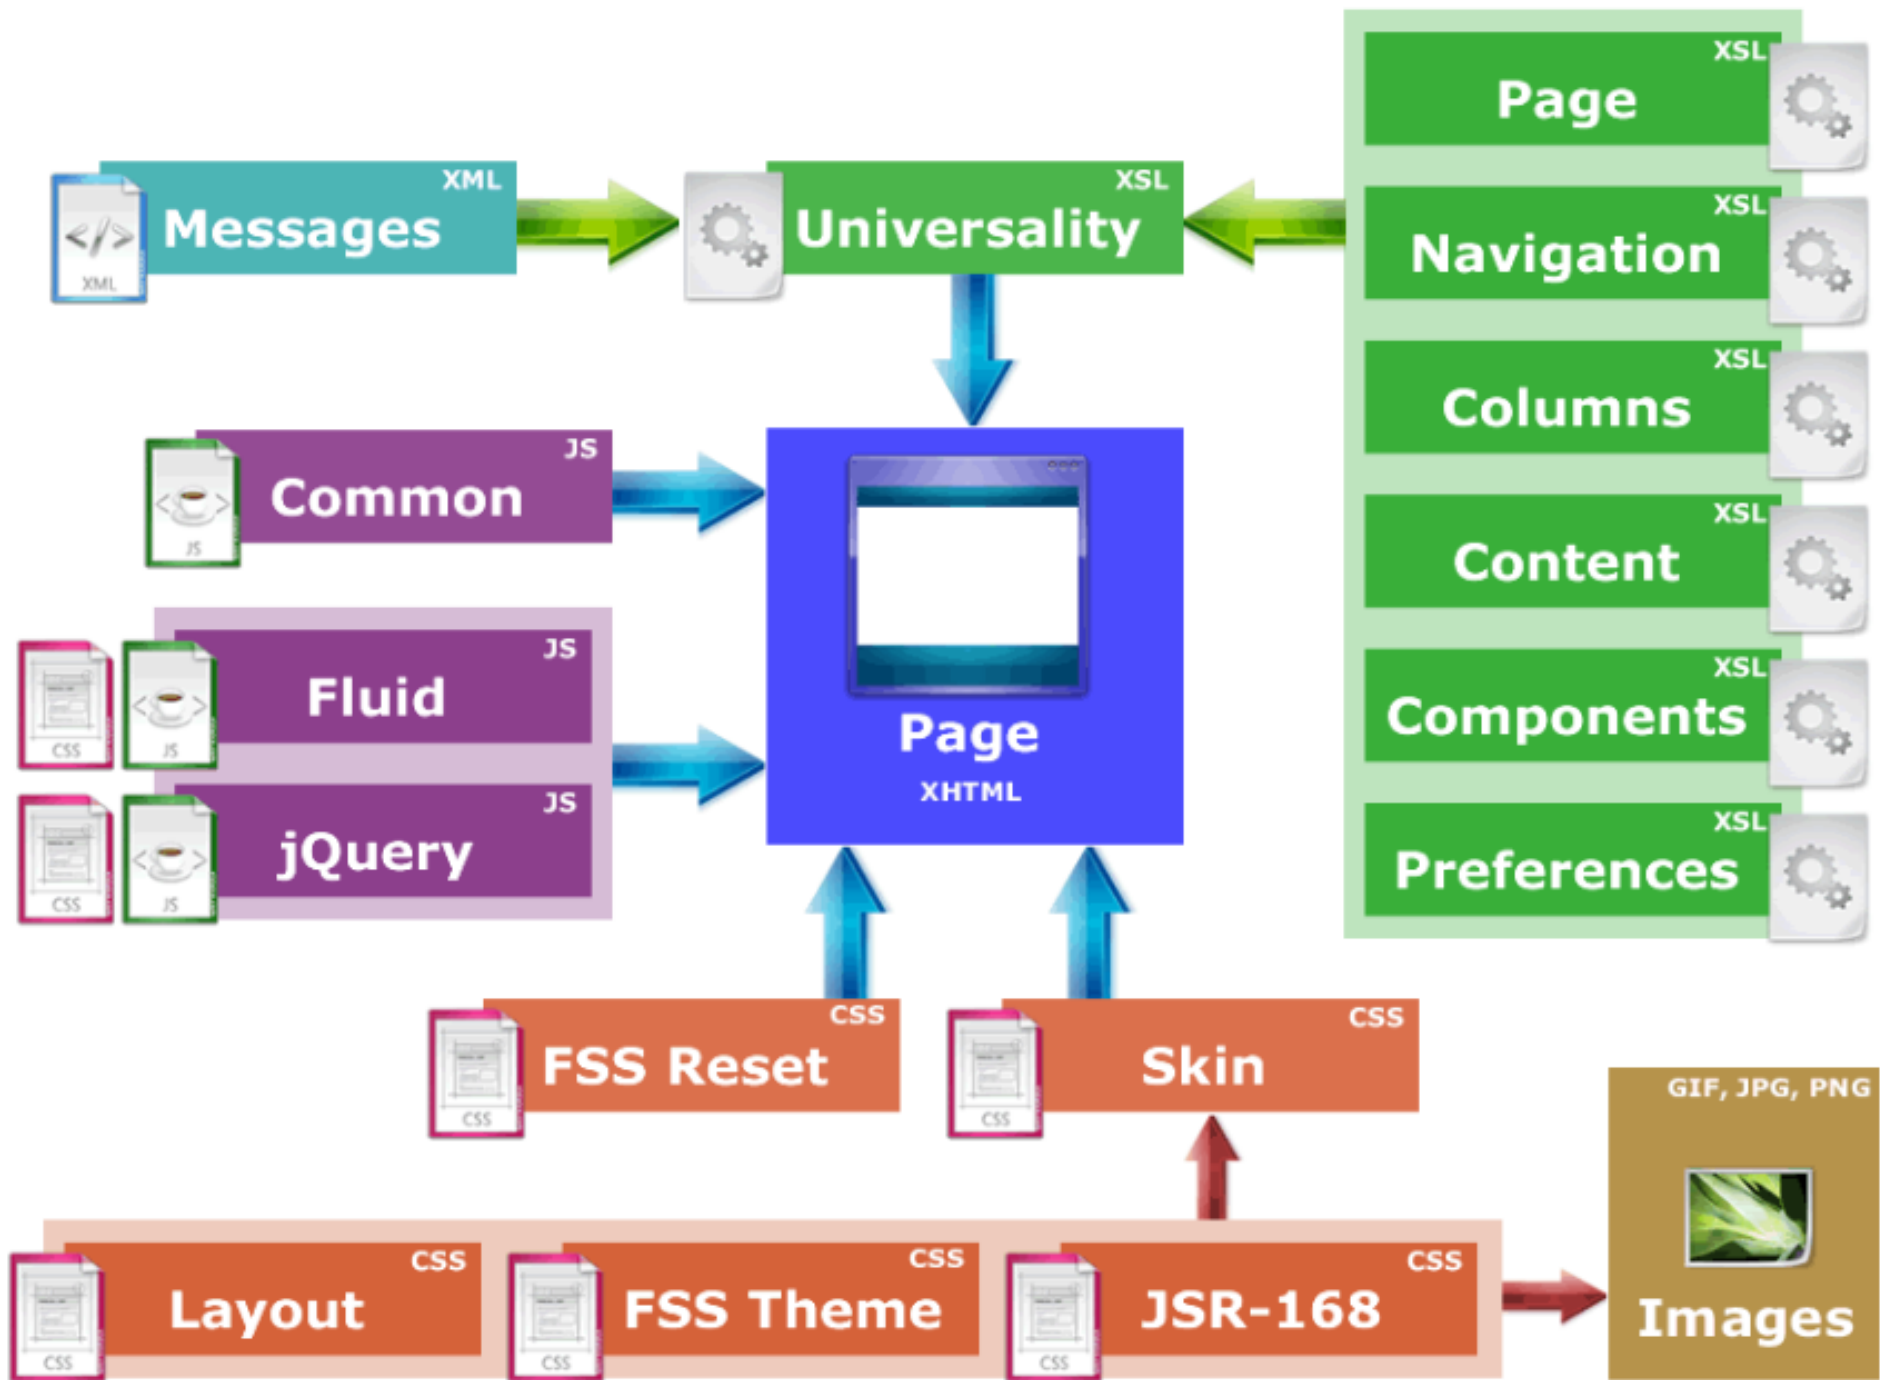 XSL
Page
XML
Messages
XML
XSL
Universality
XSL
Navigation
XSL
Columns
JS
Common
JS
XSL
Content
JS
Fluid
CSS
JS
XSL
Components
Page
XHTML
JS
jQuery
CSS
JS
XSL
Preferences
CSS
FSS Reset
CSS
CSS
Skin
CSS
GIF, JPG, PNG
Images
CSS
Layout
CSS
CSS
FSS Theme
CSS
CSS
JSR-168
CSS